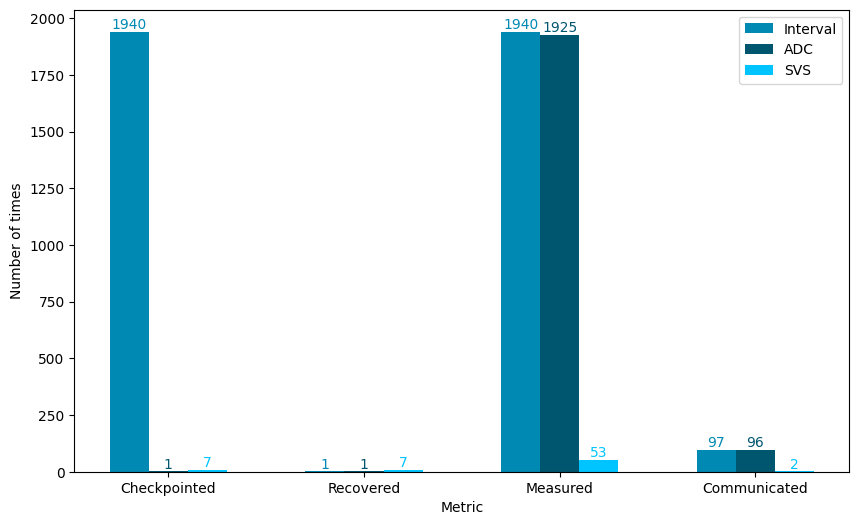 2000
1750
1500
1250
1000
750
500
250
0
Number of times
1940
1
7
1
1
7
1940
1925
53
97
96
2
Interval
ADC
SVS
Checkpointed
Recovered
Measured
Communicated
Metric